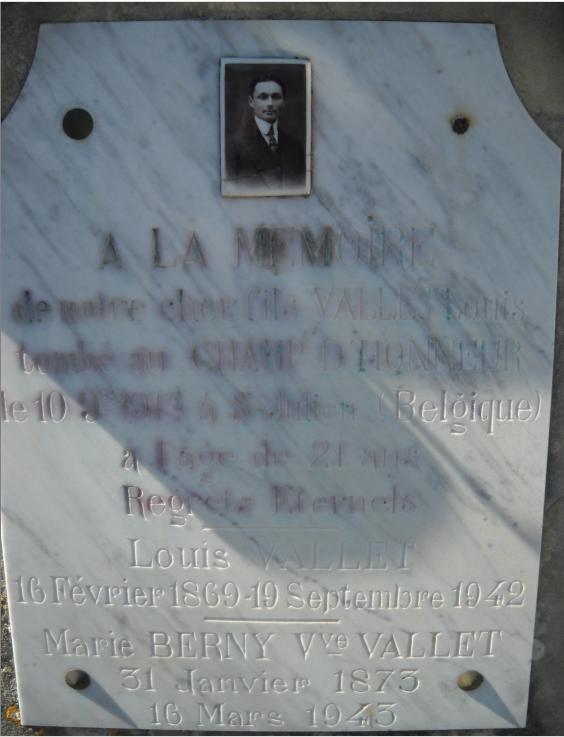 A LA MEMOIRE
de notre cher fils VALLET Louis
tombé au CHAMP D'HONNEUR
le 10 9bre 1914 à St Julien (Belgique)
à l'âge de 21 ans
Regrets Eternels
Louis VALLET
16 Février 1869-19 Septembre 1942
Marie BERNY Vve VALLET
31 Janvier 1873
16 Mars 1943